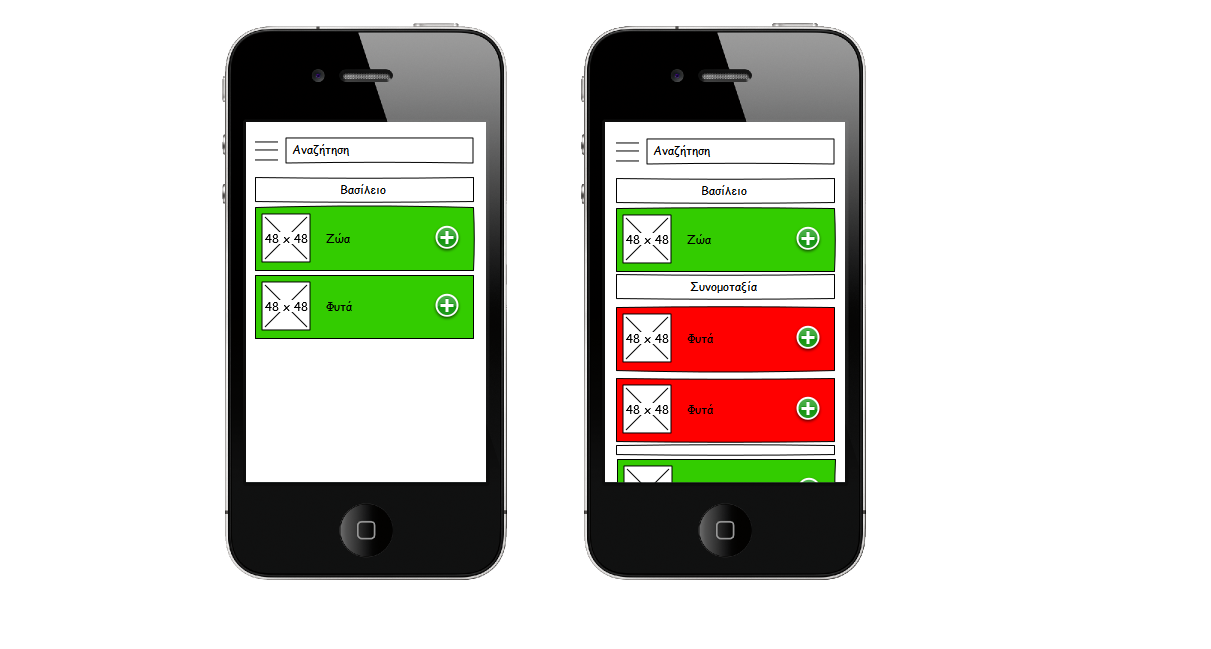 Αναζήτηση
Βασίλειο
48 x 48 Ζώα
48 x 48 Φυτά
Αναζήτηση
Βασίλειο
48 x 48 Ζώα
Συνομοταξία
48 x 48 Φυτά
48 x 48 Φυτά